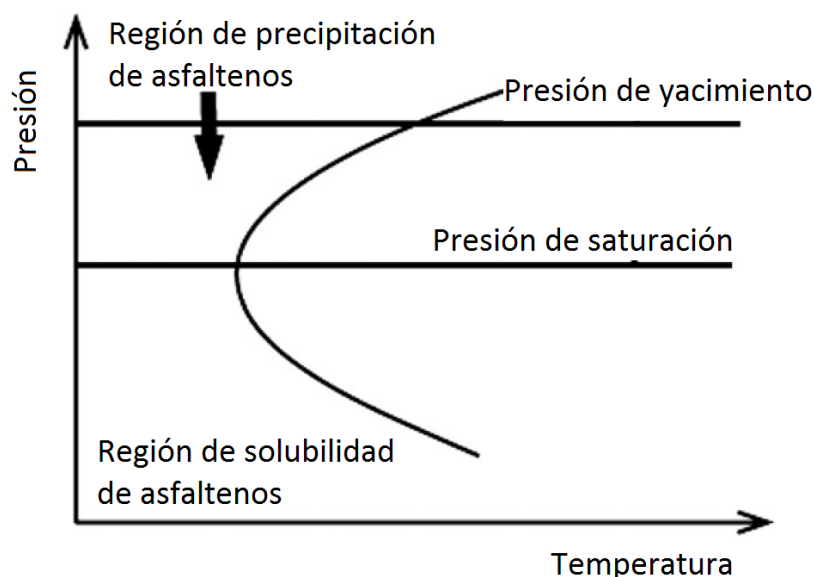 Región de precipitación
de asfaltenos
Presión de yacimiento
Presión
Presión de saturación
Región de solubilidad
de asfaltenos
Temperatura